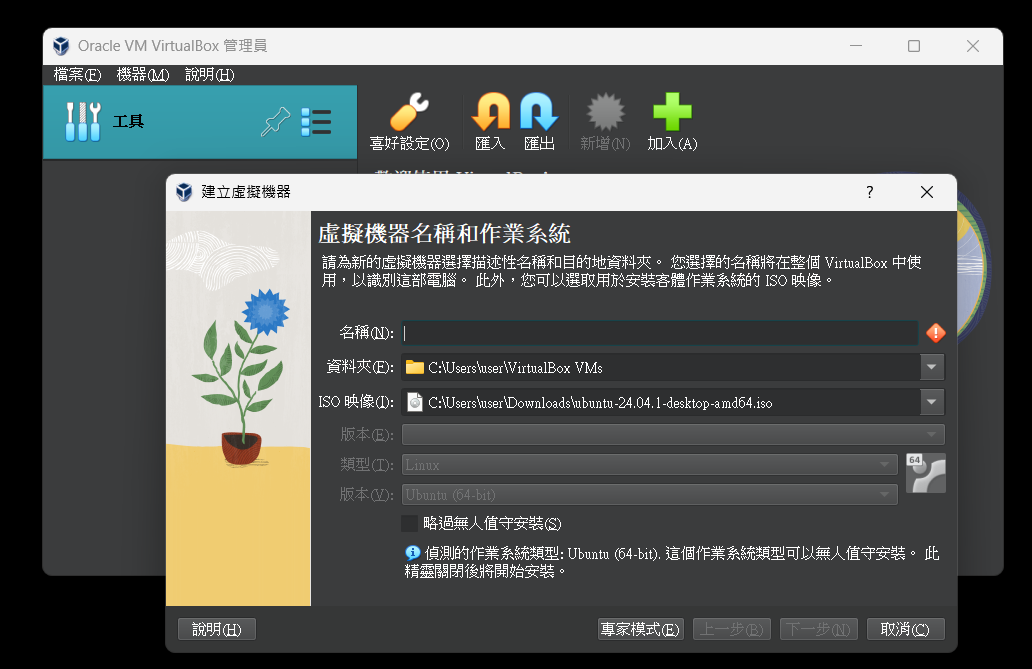 Oracle VM VirtualBox 管理員
檔案(F) 機器(M) 說明(H)
工具
喜好設定(O) 匯入 匯出 新增(N) 加入(A)
建立虛擬機器 ?
虛擬機器名稱和作業系統
請為新的虛擬機器選擇描述性名稱和目的地資料夾。 您選擇的名稱將在整個 VirtualBox 中使
用，以識別這部電腦。 此外，您可以選取用於安裝客體作業系統的 ISO 映像。
名稱(N):
資料夾(F): C:\Users\user\VirtualBox VMs
ISO 映像(I): C:\Users\user\Downloads\ubuntu-24.04.1-desktop-amd64.iso
版本(E):
類型(T): Linux
64
版本(V): Ubuntu (64-bit)
略過無人值守安裝(S)
偵測的作業系統類型: Ubuntu (64-bit). 這個作業系統類型可以無人值守安裝。 此
精靈關閉後將開始安裝。
說明(H) 專家模式(E) 上一步(B) 下一步(N) 取消(C)